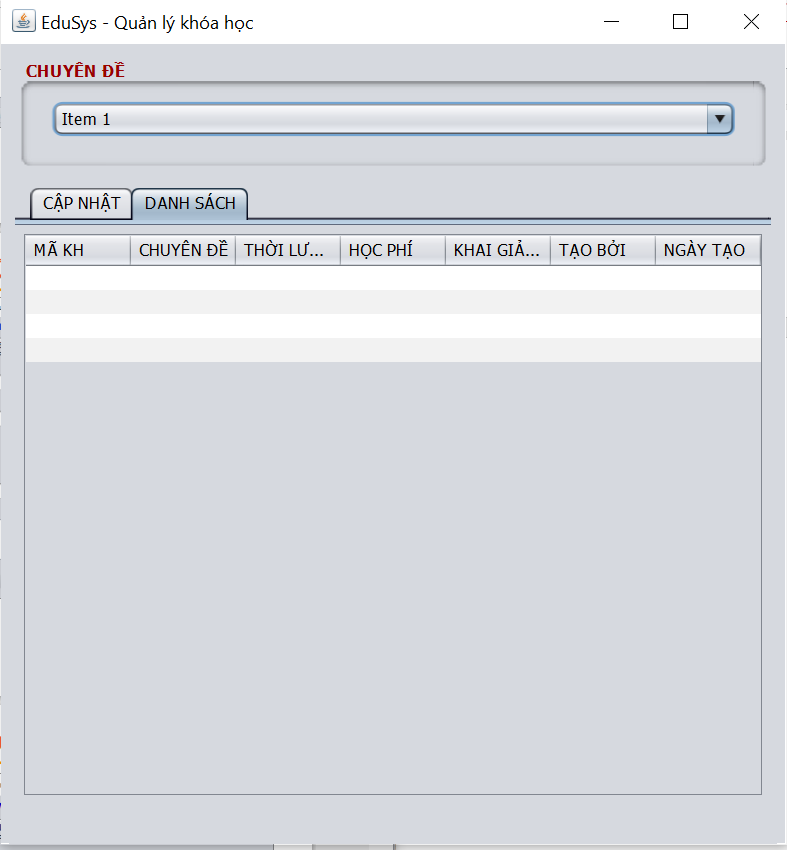 EduSys - Quản lý khóa học
CHUYÊN ĐỀ
Item 1
CẬP NHẬT DANH SÁCH
MÃ KH CHUYÊN ĐỀ THỜI LƯ... HỌC PHÍ KHAI GIẢ... TẠO BỞI NGÀY TẠO